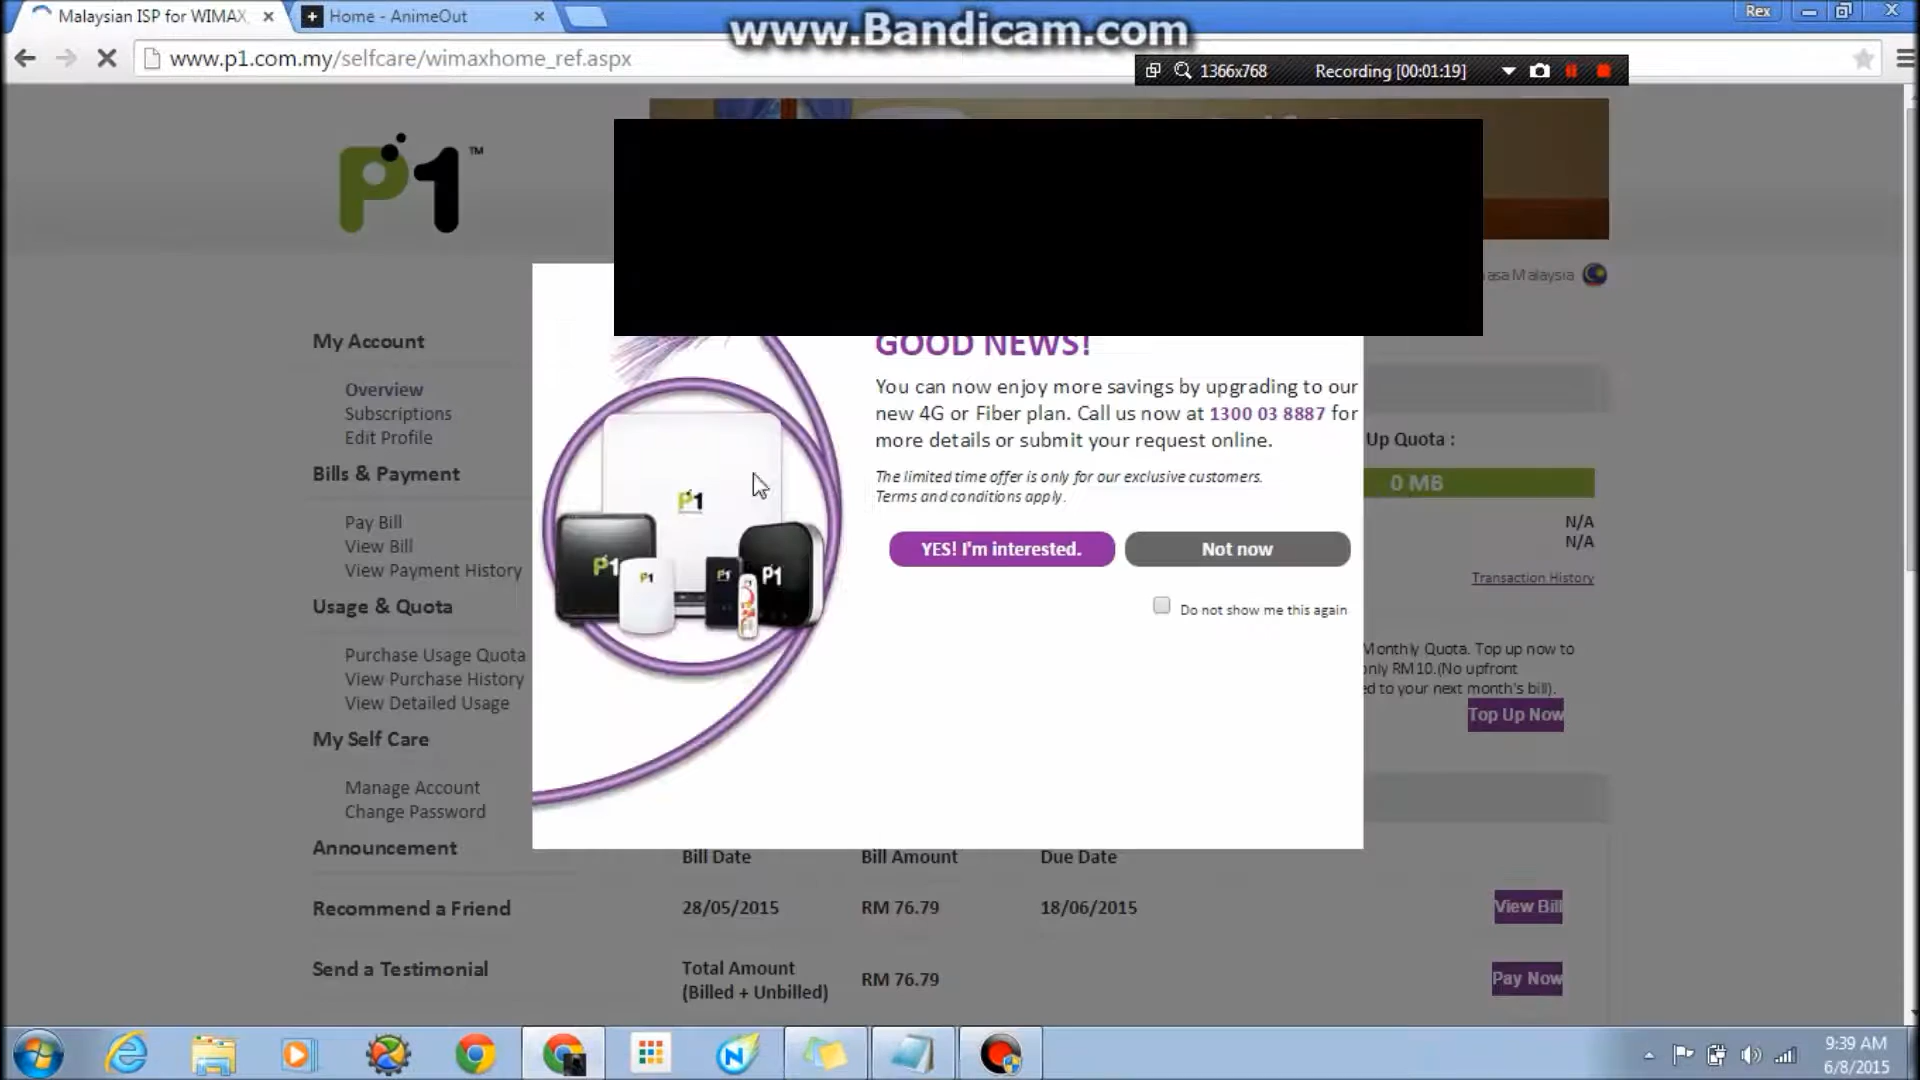 Malaysian ISP for WIMAX
Home - AnimeOut
www.Bandicam.com
Rex
www.p1.com.my/selfcare/wimaxhome_ref.aspx
1366x768
Recording [00:01:19]
P1™
asa Malaysia
My Account
Overview
Subscriptions
Edit Profile
Bills & Payment
Pay Bill
View Bill
View Payment History
Usage & Quota
Purchase Usage Quota
View Purchase History
View Detailed Usage
My Self Care
Manage Account
Change Password
Announcement
Recommend a Friend
Send a Testimonial
GOOD NEWS!
You can now enjoy more savings by upgrading to our
new 4G or Fiber plan. Call us now at 1300 03 8887 for
more details or submit your request online.
The limited time offer is only for our exclusive customers.
Terms and conditions apply.
YES! I'm interested.
Not now
Do not show me this again
P1
P1
P1
P1
P1
Up Quota :
0 MB
N/A
N/A
Transaction History
Monthly Quota. Top up now to
only RM10.(No upfront
ed to your next month's bill).
Top Up Now
Bill Date Bill Amount Due Date
28/05/2015 RM 76.79 18/06/2015
View Bill
Total Amount
(Billed + Unbilled)
RM 76.79
Pay Now
9:39 AM
6/8/2015